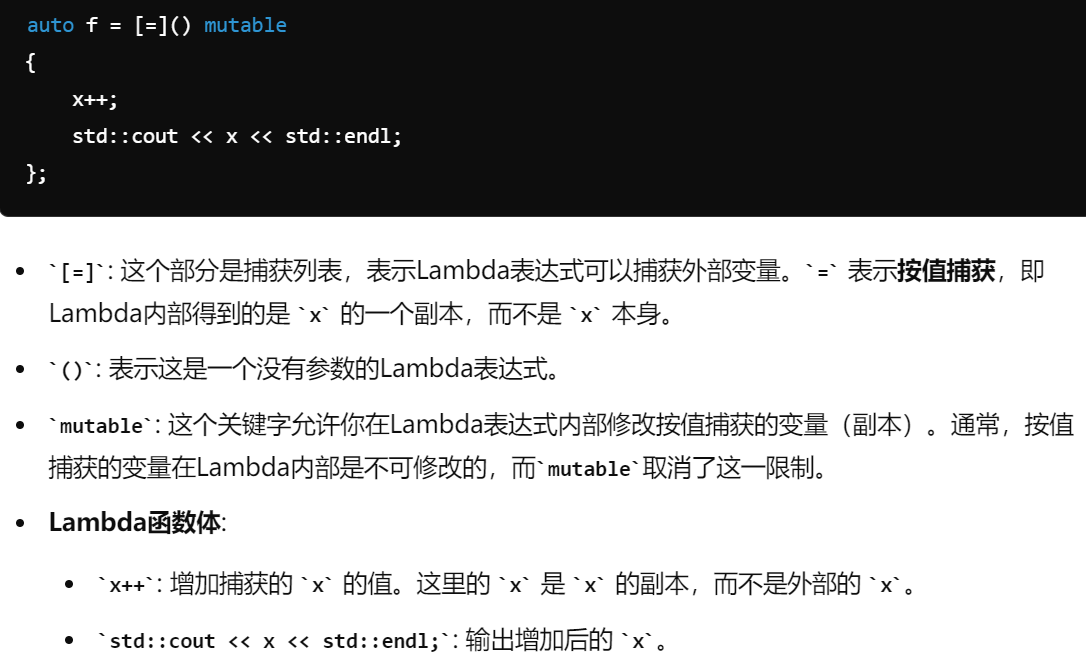 auto f = [=]() mutable
{
    x++;
    std::cout << x << std::endl;
};
• `[=]`: 这个部分是捕获列表，表示Lambda表达式可以捕获外部变量。`=` 表示按值捕获，即
Lambda内部得到的是 `x` 的一个副本，而不是 `x` 本身。
• `()`: 表示这是一个没有参数的Lambda表达式。
• `mutable`: 这个关键字允许你在Lambda表达式内部修改按值捕获的变量（副本）。通常，按值
捕获的变量在Lambda内部是不可修改的，而`mutable`取消了这一限制。
• Lambda函数体:
• `x++`: 增加捕获的 `x` 的值。这里的 `x` 是 `x` 的副本，而不是外部的 `x`。
• `std::cout << x << std::endl;`: 输出增加后的 `x`。